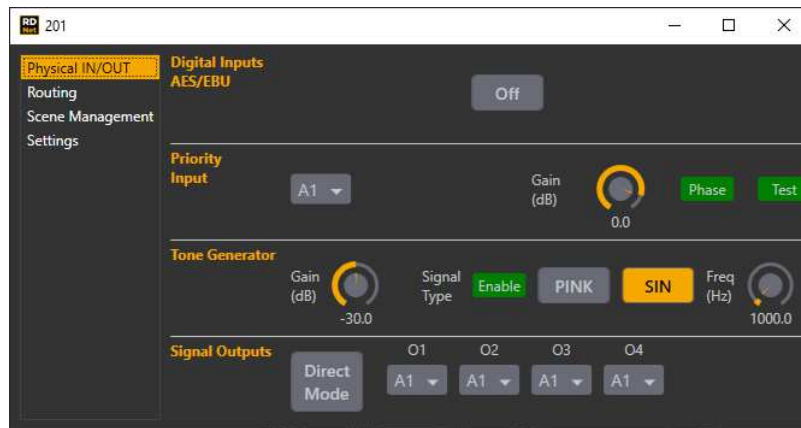 RD
Net
201
Physical IN/OUT
Routing
Scene Management
Settings
Digital Inputs
AES/EBU
Off
Priority
Input
A1
Gain
(dB)
0.0
Phase
Test
Tone Generator
Gain
(dB)
-30.0
Signal
Type
Enable
PINK
SIN
Freq
(Hz)
1000.0
Signal Outputs
Direct
Mode
O1 O2 O3 O4
A1 A1 A1 A1